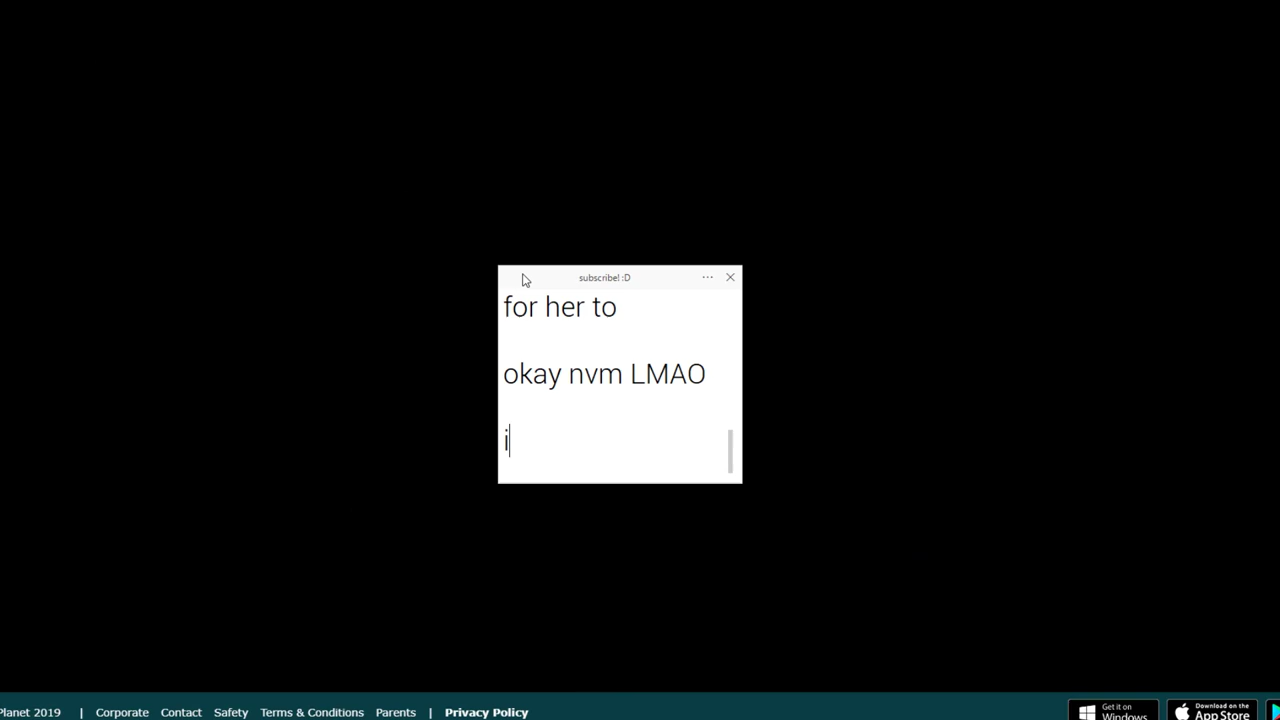 subscribe! :D
for her to
okay nvm LMAO
i
Planet 2019 | Corporate Contact Safety Terms & Conditions Parents | Privacy Policy
Get it on
Windows
Download on the
App Store